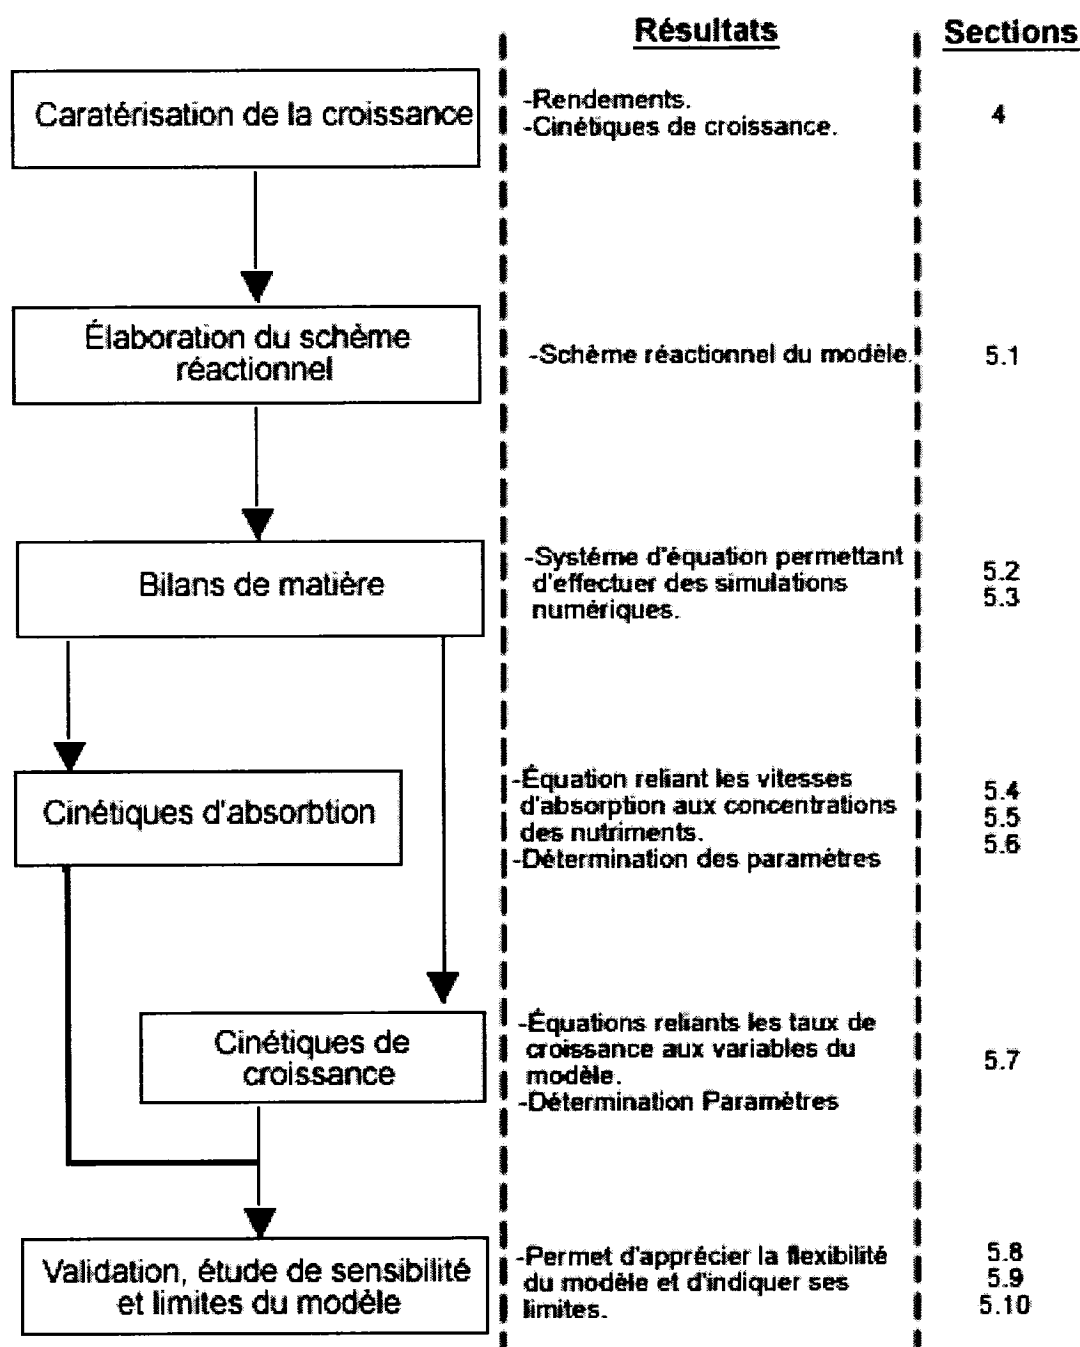 Résultats
Sections
Caratérisation de la croissance
-Rendements.
-Cinétiques de croissance.
4
Élaboration du schème
réactionnel
-Schème réactionnel du modèle.
5.1
Bilans de matière
-Systéme d'équation permettant
d'effectuer des simulations
numériques.
5.2
5.3
Cinétiques d'absorbtion
-Équation reliant les vitesses
d'absorption aux concentrations
des nutriments.
-Détermination des paramètres
5.4
5.5
5.6
Cinétiques de
croissance
-Équations reliants les taux de
croissance aux variables du
modèle.
-Détermination Paramètres
5.7
Validation, étude de sensibilité
et limites du modèle
-Permet d'apprécier la flexibilité
du modèle et d'indiquer ses
limites.
5.8
5.9
5.10